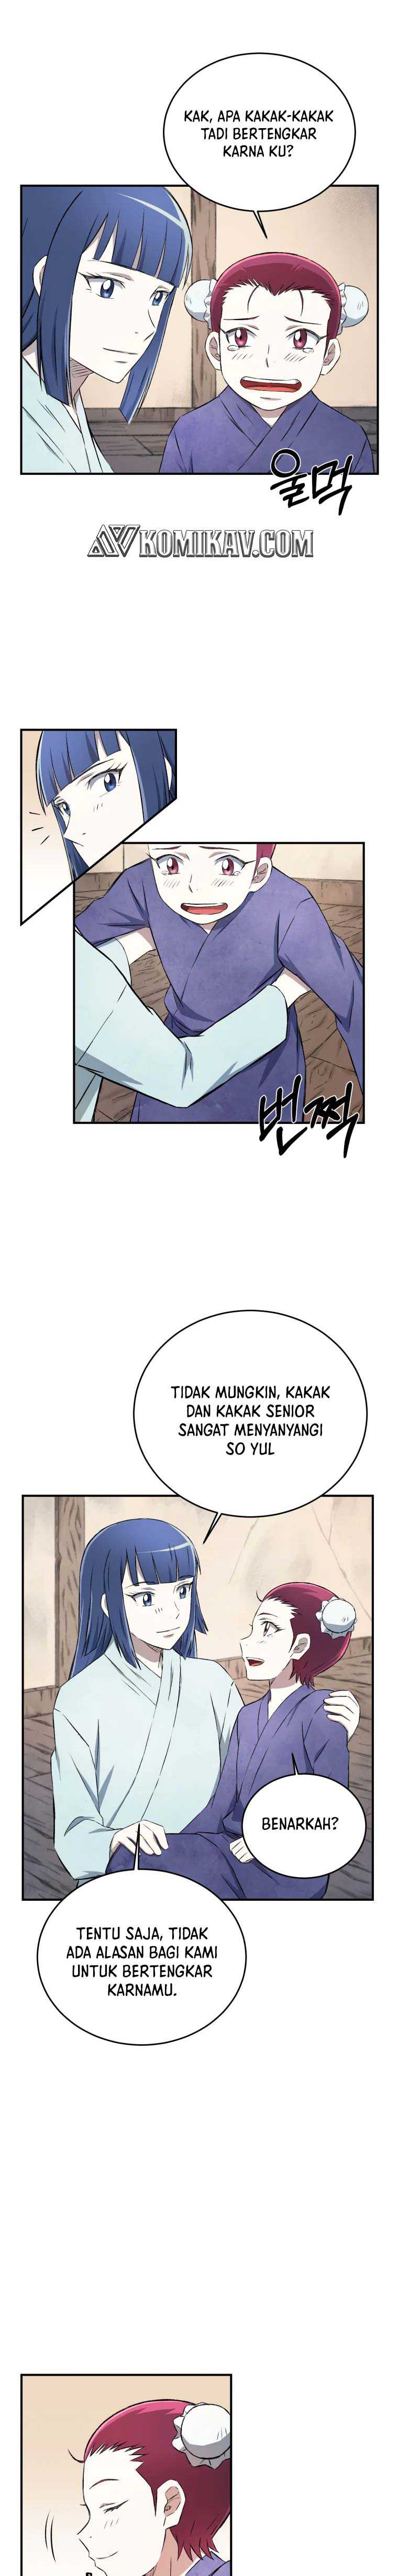 KAK, APA KAKAK-KAKAK
TADI BERTENGKAR
KARNA KU?
울먹
KOMIKAV.COM
번쩍
TIDAK MUNGKIN, KAKAK
DAN KAKAK SENIOR
SANGAT MENYANYANGI
SO YUL
BENARKAH?
TENTU SAJA, TIDAK
ADA ALASAN BAGI KAMI
UNTUK BERTENGKAR
KARNAMU.